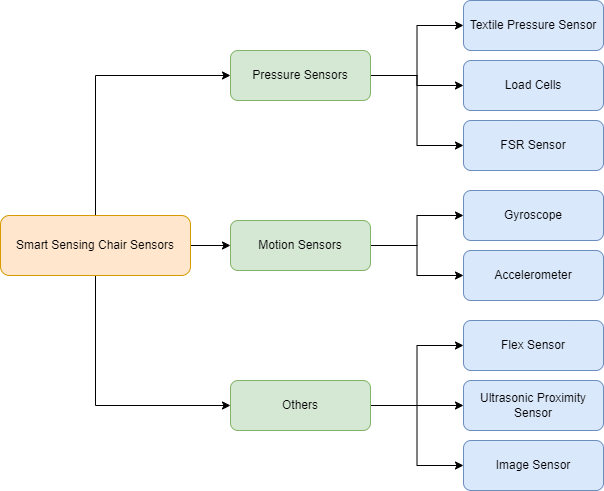 Smart Sensing Chair Sensors
Pressure Sensors
Textile Pressure Sensor
Load Cells
FSR Sensor
Motion Sensors
Gyroscope
Accelerometer
Others
Flex Sensor
Ultrasonic Proximity
Sensor
Image Sensor